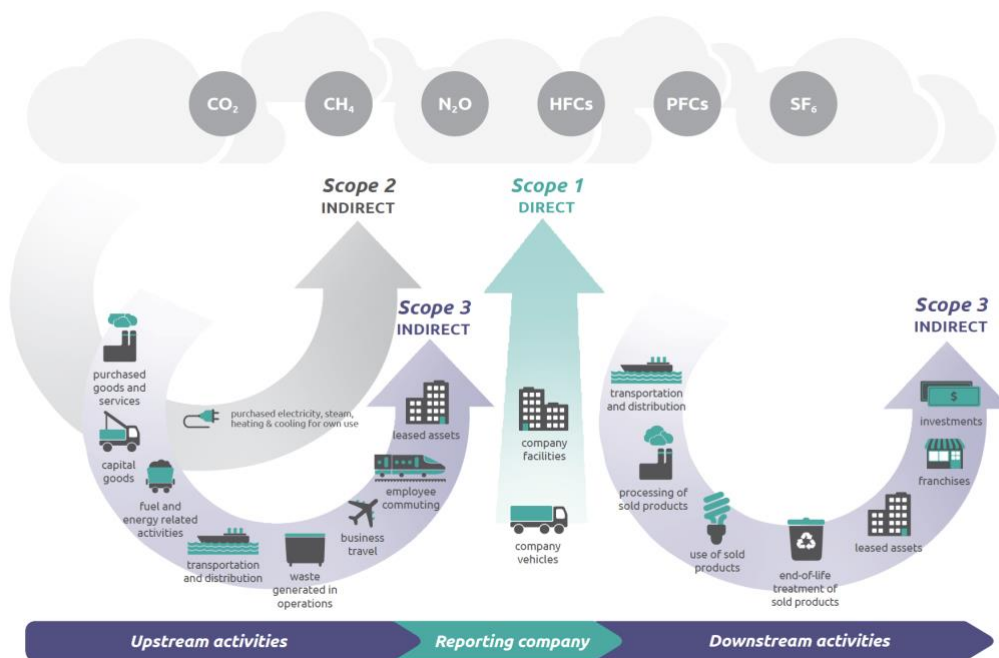 CO₂
CH₄
N₂O
HFCs
PFCs
SF₆
Scope 2
INDIRECT
Scope 1
DIRECT
Scope 3
INDIRECT
Scope 3
INDIRECT
purchased
goods and
services
capital
goods
fuel and
energy related
activities
purchased electricity, steam,
heating & cooling for own use
transportation
and distribution
waste
generated in
operations
business
travel
employee
commuting
leased assets
company
facilities
company
vehicles
transportation
and distribution
processing of
sold products
use of sold
products
end-of-life
treatment of
sold products
leased assets
franchises
$
investments
Upstream activities
Reporting company
Downstream activities